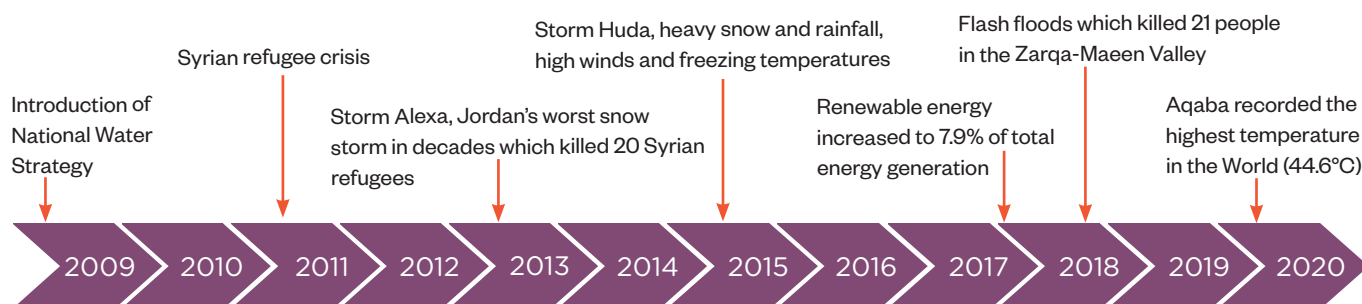 Introduction of
National Water
Strategy
Syrian refugee crisis
Storm Alexa, Jordan’s worst snow
storm in decades which killed 20 Syrian
refugees
Storm Huda, heavy snow and rainfall,
high winds and freezing temperatures
Renewable energy
increased to 7.9% of total
energy generation
Flash floods which killed 21 people
in the Zarqa-Maeen Valley
Aqaba recorded the
highest temperature
in the World (44.6°C)
2009 2010 2011 2012 2013 2014 2015 2016 2017 2018 2019 2020